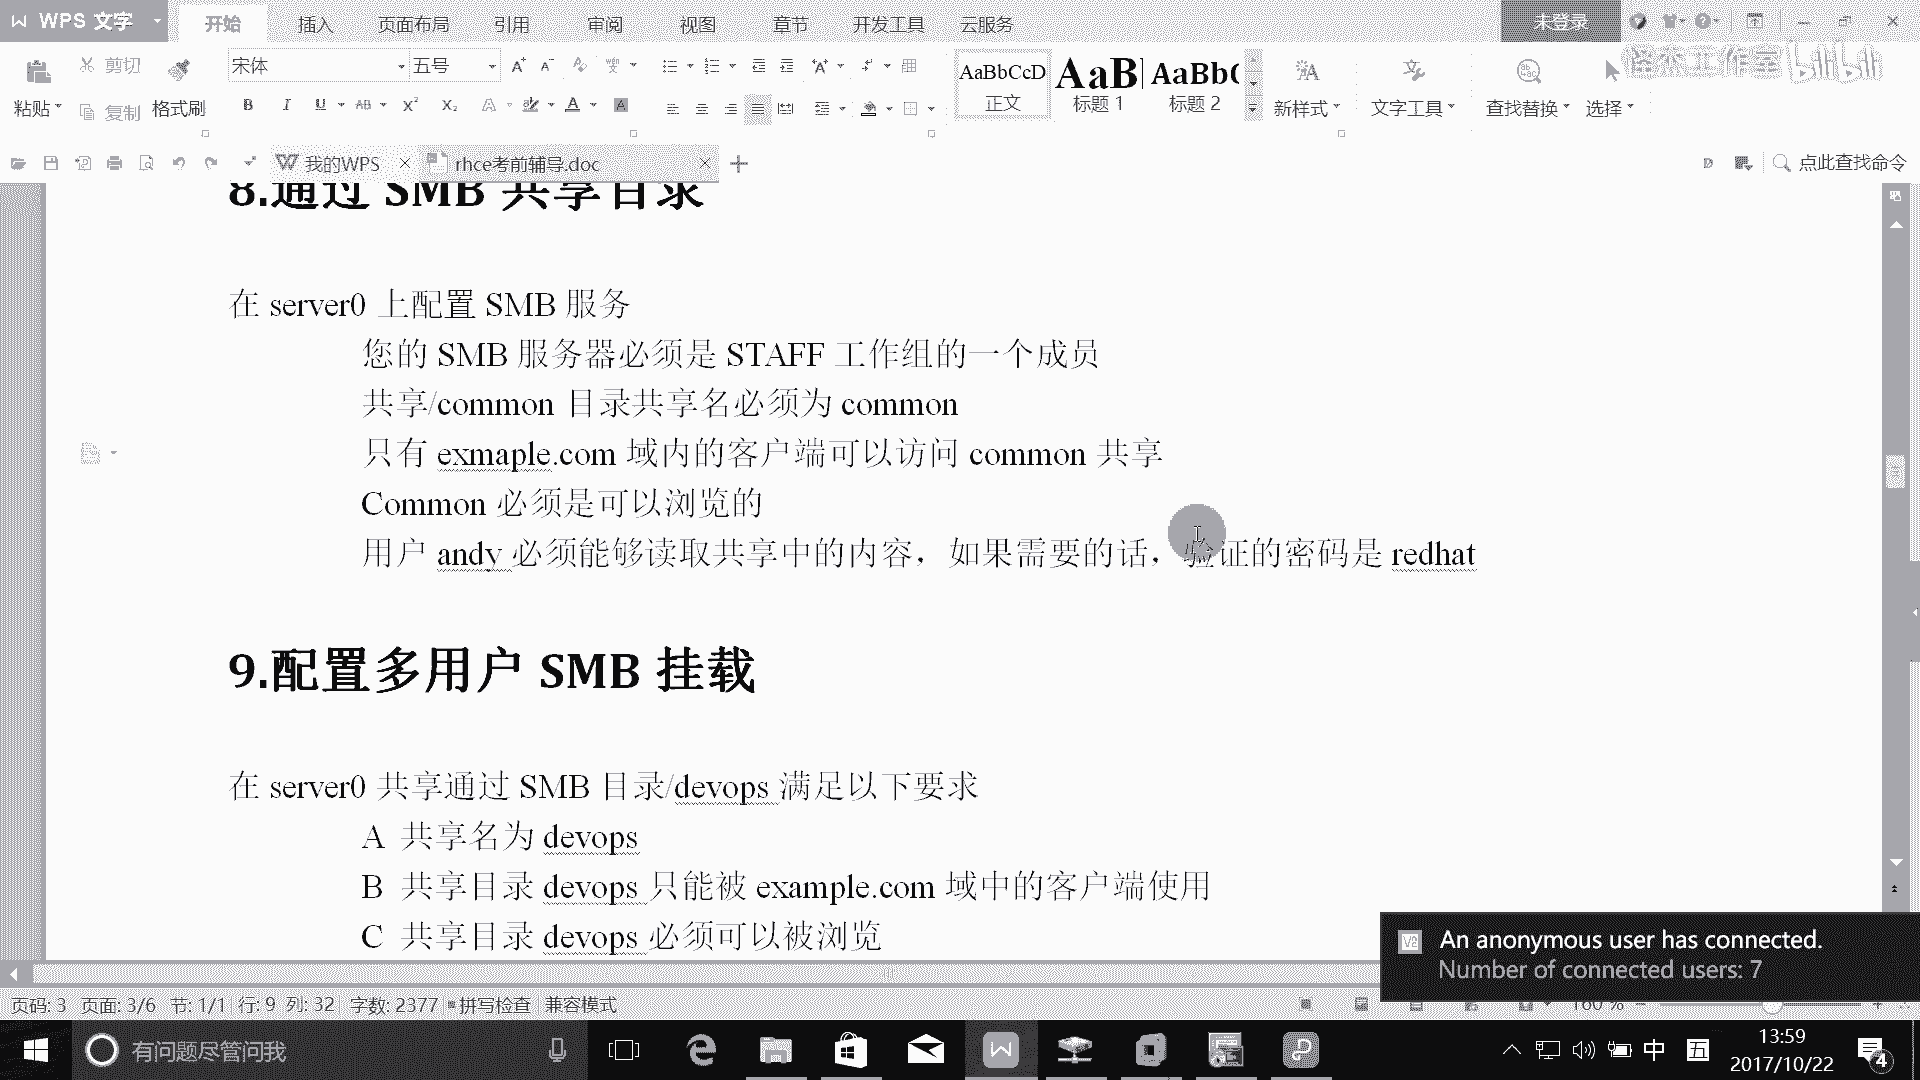 WPS 文字
开始 插入 页面布局 引用 审阅 视图 章节 开发工具 云服务
未登录
粘贴 剪切 复制 格式刷
宋体 五号
AaBbCcD AaB AaBb(
正文 标题 1 标题 2
新样式 文字工具 查找替换 选择
我的WPS rhce考前辅导.doc
点此查找命令
8.通过 SMB 共享目录
在 server0 上配置 SMB 服务
您的 SMB 服务器必须是 STAFF 工作组的一个成员
共享/common 目录共享名必须为 common
只有 exmaple.com 域内的客户端可以访问 common 共享
Common 必须是可以浏览的
用户 andy 必须能够读取共享中的内容，如果需要的话，验证的密码是 redhat
9.配置多用户 SMB 挂载
在 server0 共享通过 SMB 目录/devops 满足以下要求
A 共享名为 devops
B 共享目录 devops 只能被 example.com 域中的客户端使用
C 共享目录 devops 必须可以被浏览
An anonymous user has connected.
Number of connected users: 7
页码: 3 页面: 3/6 节: 1/1 行: 9 列: 32 字数: 2377 拼写检查 兼容模式
160 %
有问题尽管问我
中 五
13:59
2017/10/22
4